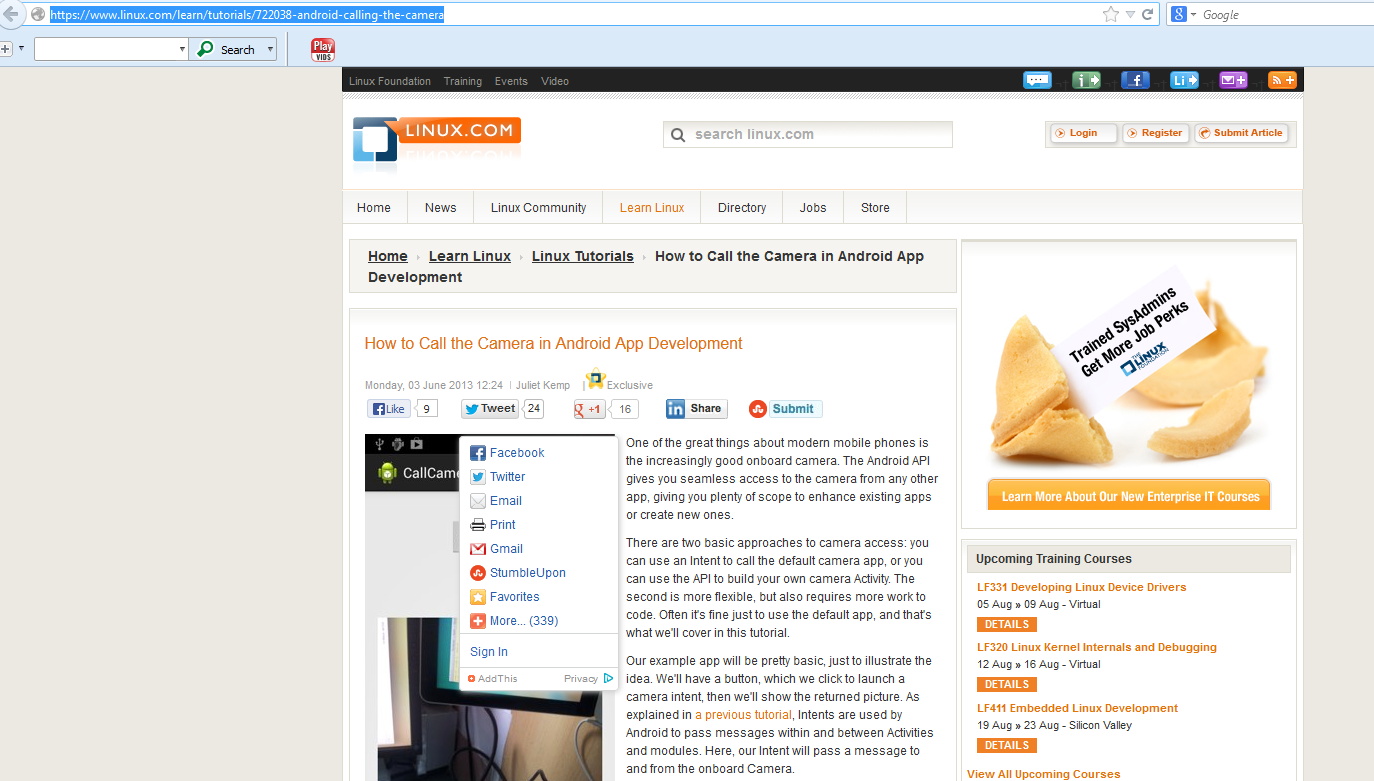 https://www.linux.com/learn/tutorials/722038-android-calling-the-camera
Google
Search
Play
VIDS
Linux Foundation Training Events Video
LINUX.COM
search linux.com
Login Register Submit Article
Home News Linux Community Learn Linux Directory Jobs Store
Home › Learn Linux › Linux Tutorials › How to Call the Camera in Android App
Development
How to Call the Camera in Android App Development
Monday, 03 June 2013 12:24 | Juliet Kemp | Exclusive
Like 9 Tweet 24 +1 16 Share Submit
CallCame
Facebook
Twitter
Email
Print
Gmail
StumbleUpon
Favorites
More... (339)
Sign In
AddThis Privacy
One of the great things about modern mobile phones is
the increasingly good onboard camera. The Android API
gives you seamless access to the camera from any other
app, giving you plenty of scope to enhance existing apps
or create new ones.
There are two basic approaches to camera access: you
can use an Intent to call the default camera app, or you
can use the API to build your own camera Activity. The
second is more flexible, but also requires more work to
code. Often it's fine just to use the default app, and that's
what we'll cover in this tutorial.
Our example app will be pretty basic, just to illustrate the
idea. We'll have a button, which we click to launch a
camera intent, then we'll show the returned picture. As
explained in a previous tutorial, Intents are used by
Android to pass messages within and between Activities
and modules. Here, our Intent will pass a message to
and from the onboard Camera.
Trained SysAdmins
Get More Job Perks
THE
LINUX
FOUNDATION
Learn More About Our New Enterprise IT Courses
Upcoming Training Courses
LF331 Developing Linux Device Drivers
05 Aug » 09 Aug - Virtual
DETAILS
LF320 Linux Kernel Internals and Debugging
12 Aug » 16 Aug - Virtual
DETAILS
LF411 Embedded Linux Development
19 Aug » 23 Aug - Silicon Valley
DETAILS
View All Upcoming Courses